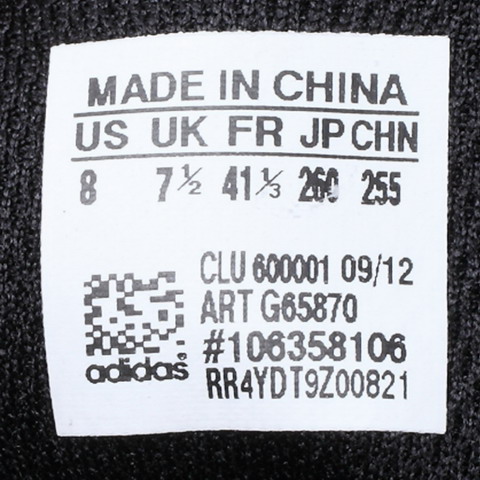 MADE IN CHINA
US UK FR JP CHN
8 7½ 41⅓ 260 255
CLU 600001 09/12
ART G65870
#106358106
adidas®
RR4YDT9Z00821